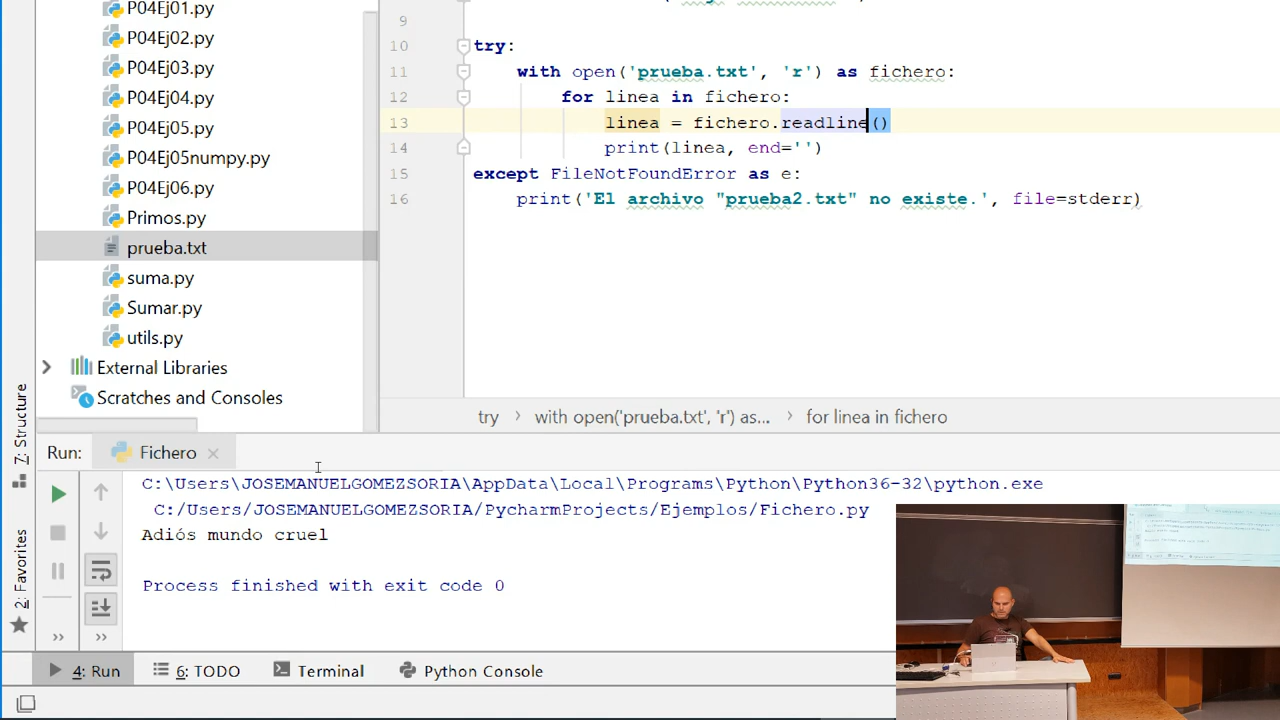 P04Ej01.py
P04Ej02.py
P04Ej03.py
P04Ej04.py
P04Ej05.py
P04Ej05numpy.py
P04Ej06.py
Primos.py
prueba.txt
suma.py
Sumar.py
utils.py
External Libraries
Scratches and Consoles
Z: Structure
2: Favorites
9
10 try:
11 with open('prueba.txt', 'r') as fichero:
12 for linea in fichero:
13 linea = fichero.readline()
14 print(linea, end='')
15 except FileNotFoundError as e:
16 print('El archivo "prueba2.txt" no existe.', file=stderr)
try > with open('prueba.txt', 'r') as... > for linea in fichero
Run: Fichero
C:\Users\JOSEMANUELGOMEZSORIA\AppData\Local\Programs\Python\Python36-32\python.exe
C:/Users/JOSEMANUELGOMEZSORIA/PycharmProjects/Ejemplos/Fichero.py
Adiós mundo cruel
Process finished with exit code 0
4: Run 6: TODO Terminal Python Console